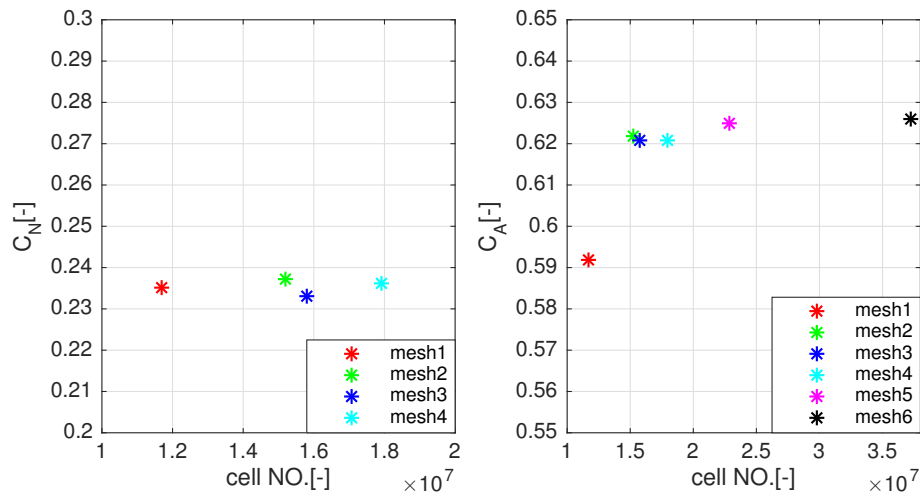 0.3
0.29
0.28
0.27
0.26
0.25
0.24
0.23
0.22
0.21
0.2
C_N[-]
1
1.2
1.4
1.6
1.8
2
cell NO.[-]
×10^7
mesh1
mesh2
mesh3
mesh4
0.65
0.64
0.63
0.62
0.61
0.6
0.59
0.58
0.57
0.56
0.55
C_A[-]
1
1.5
2
2.5
3
3.5
cell NO.[-]
×10^7
mesh1
mesh2
mesh3
mesh4
mesh5
mesh6